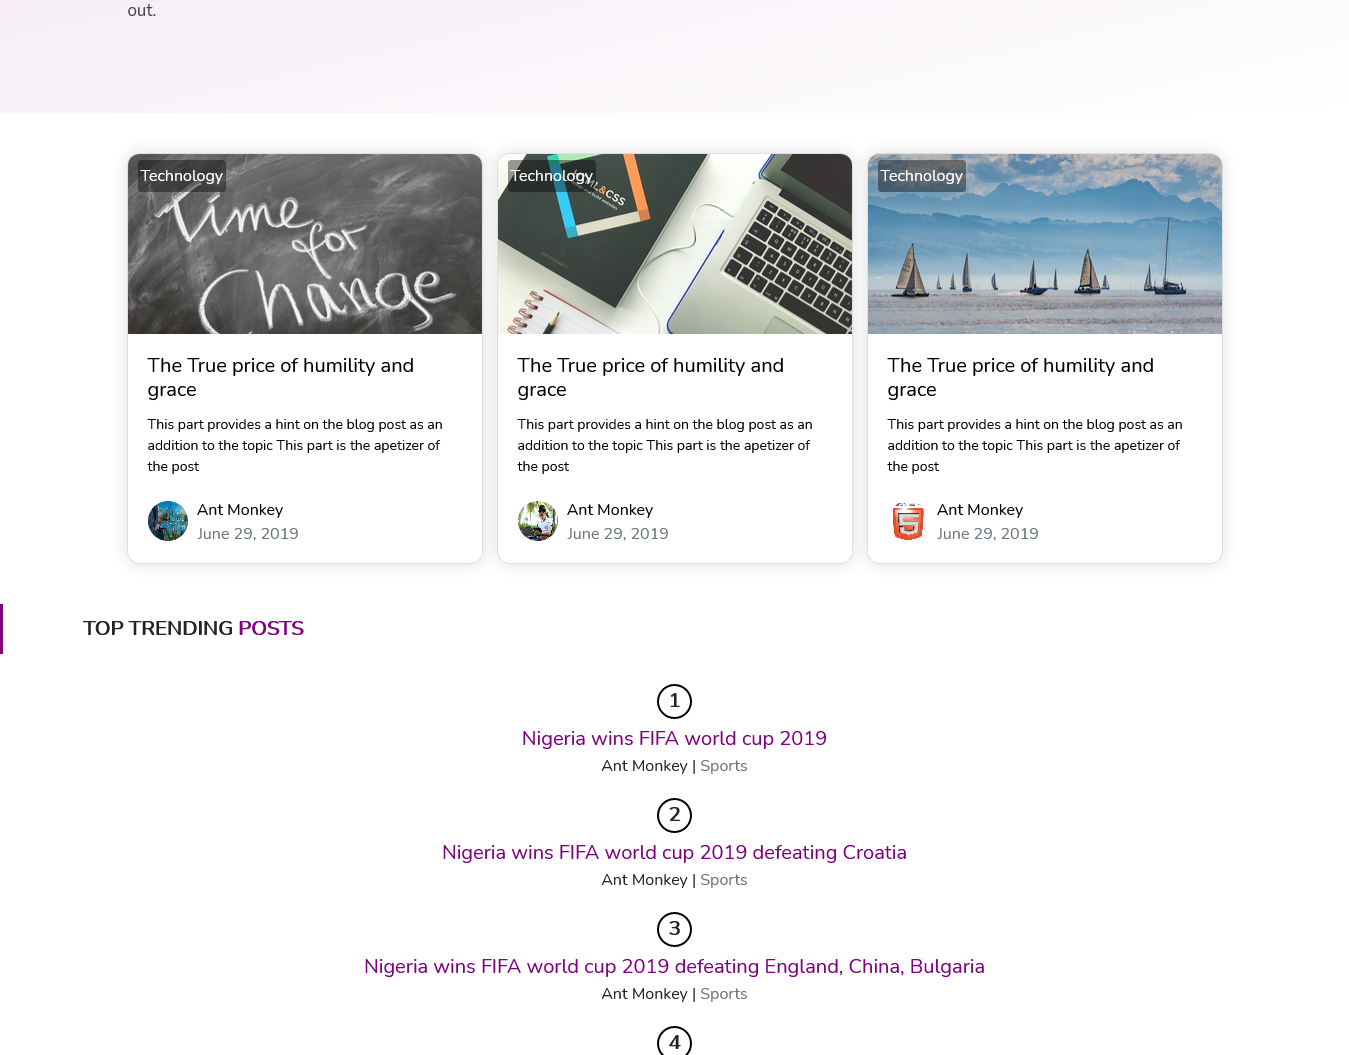 out.
Technology
Time
for
Change
The True price of humility and
grace
This part provides a hint on the blog post as an
addition to the topic This part is the apetizer of
the post
Ant Monkey
June 29, 2019
Technology
The True price of humility and
grace
This part provides a hint on the blog post as an
addition to the topic This part is the apetizer of
the post
Ant Monkey
June 29, 2019
Technology
The True price of humility and
grace
This part provides a hint on the blog post as an
addition to the topic This part is the apetizer of
the post
Ant Monkey
June 29, 2019
TOP TRENDING POSTS
1
Nigeria wins FIFA world cup 2019
Ant Monkey | Sports
2
Nigeria wins FIFA world cup 2019 defeating Croatia
Ant Monkey | Sports
3
Nigeria wins FIFA world cup 2019 defeating England, China, Bulgaria
Ant Monkey | Sports
4